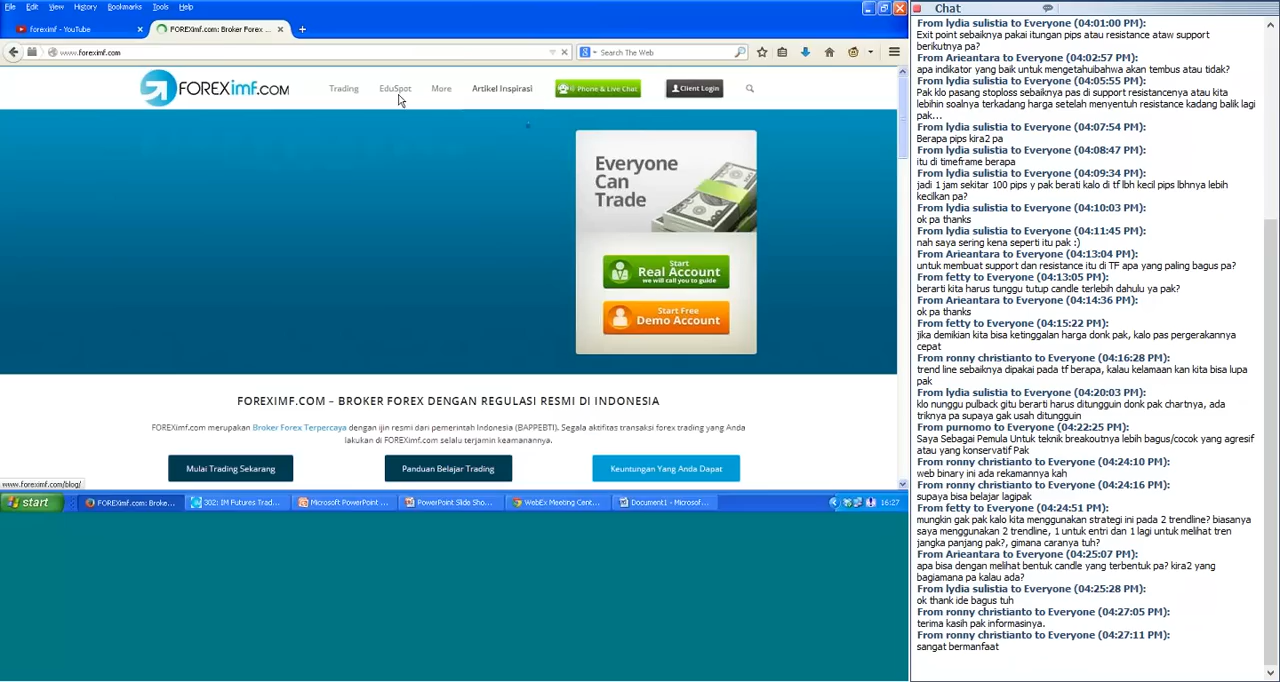 File Edit View History Bookmarks Tools Help
foreximf - YouTube
FOREXimf.com: Broker Forex ...
www.foreximf.com
Search The Web
FOREXimf.COM
Trading EduSpot More Artikel Inspirasi Phone & Live Chat Client Login
Everyone
Can
Trade
Start
Real Account
we will call you to guide
Start Free
Demo Account
FOREXIMF.COM – BROKER FOREX DENGAN REGULASI RESMI DI INDONESIA
FOREXimf.com merupakan Broker Forex Terpercaya dengan ijin resmi dari pemerintah Indonesia (BAPPEBTI). Segala aktifitas transaksi forex trading yang Anda
lakukan di FOREXimf.com selalu terjamin keamanannya.
Mulai Trading Sekarang Panduan Belajar Trading Keuntungan Yang Anda Dapat
www.foreximf.com/blog/
start
FOREXimf.com: Broke...
302: IM Futures Trad...
Microsoft PowerPoint ...
PowerPoint Slide Sho...
WebEx Meeting Cent...
Document1 - Microsof...
16:27
Chat
From lydia sulistia to Everyone (04:01:00 PM):
Exit point sebaiknya pakai itungan pips atau resistance ataw support
berikutnya pa?
From Arieantara to Everyone (04:02:57 PM):
apa indikator yang baik untuk mengetahuibahwa akan tembus atau tidak?
From lydia sulistia to Everyone (04:05:55 PM):
Pak klo pasang stoploss sebaiknya pas di support resistancenya atau kita
lebihin soalnya terkadang harga setelah menyentuh resistance kadang balik lagi
pak...
From lydia sulistia to Everyone (04:07:54 PM):
Berapa pips kira2 pa
From lydia sulistia to Everyone (04:08:47 PM):
itu di timeframe berapa
From lydia sulistia to Everyone (04:09:34 PM):
jadi 1 jam sekitar 100 pips y pak berati kalo di tf lbh kecil pips lbhnya lebih
kecilkan pa?
From lydia sulistia to Everyone (04:10:03 PM):
ok pa thanks
From lydia sulistia to Everyone (04:11:45 PM):
nah saya sering kena seperti itu pak :)
From Arieantara to Everyone (04:13:04 PM):
untuk membuat support dan resistance itu di TF apa yang paling bagus pa?
From fetty to Everyone (04:13:05 PM):
berarti kita harus tunggu tutup candle terlebih dahulu ya pak?
From Arieantara to Everyone (04:14:36 PM):
ok pa thanks
From fetty to Everyone (04:15:22 PM):
jika demikian kita bisa ketinggalan harga donk pak, kalo pas pergerakannya
cepat
From ronny christianto to Everyone (04:16:28 PM):
trend line sebaiknya dipakai pada tf berapa, kalau kelamaan kan kita bisa lupa
pak
From lydia sulistia to Everyone (04:20:03 PM):
klo nunggu pulback gitu berarti harus ditungguin donk pak chartnya, ada
triknya pa supaya gak usah ditungguin
From purnomo to Everyone (04:22:25 PM):
Saya Sebagai Pemula Untuk teknik breakoutnya lebih bagus/cocok yang agresif
atau yang konservatif Pak
From ronny christianto to Everyone (04:24:10 PM):
web binary ini ada rekamannya kah
From ronny christianto to Everyone (04:24:16 PM):
supaya bisa belajar lagipak
From fetty to Everyone (04:24:51 PM):
mungkin gak pak kalo kita menggunakan strategi ini pada 2 trendline? biasanya
saya menggunakan 2 trendline, 1 untuk entri dan 1 lagi untuk melihat tren
jangka panjang pak?, gimana caranya tuh?
From Arieantara to Everyone (04:25:07 PM):
apa bisa dengan melihat bentuk candle yang terbentuk pa? kira2 yang
bagiamana pa kalau ada?
From lydia sulistia to Everyone (04:25:28 PM):
ok thank ide bagus tuh
From ronny christianto to Everyone (04:27:05 PM):
terima kasih pak informasinya.
From ronny christianto to Everyone (04:27:11 PM):
sangat bermanfaat